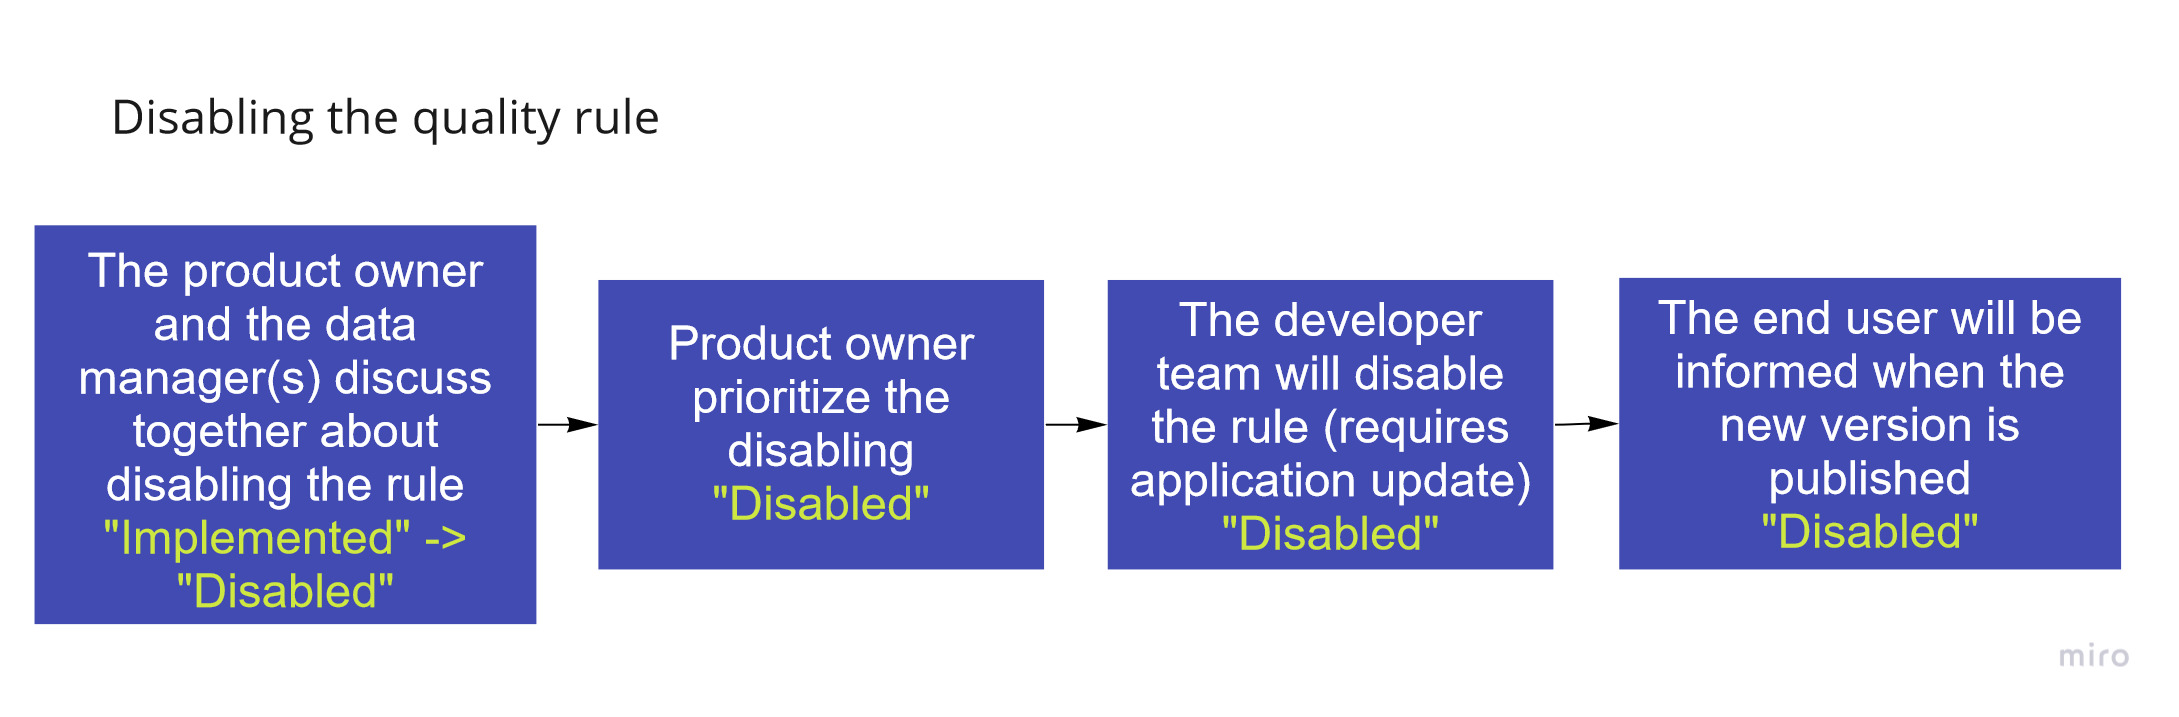 Disabling the quality rule
The product owner
and the data
manager(s) discuss
together about
disabling the rule
"Implemented" ->
"Disabled"
Product owner
prioritize the
disabling
"Disabled"
The developer
team will disable
the rule (requires
application update)
"Disabled"
The end user will be
informed when the
new version is
published
"Disabled"
miro